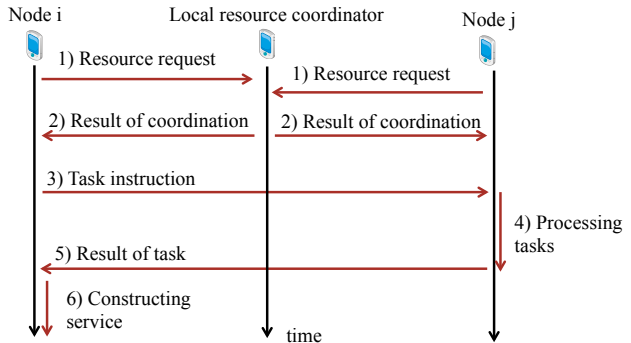 Node i
Local resource coordinator
Node j
1) Resource request
1) Resource request
2) Result of coordination
2) Result of coordination
3) Task instruction
4) Processing
tasks
5) Result of task
6) Constructing
service
time